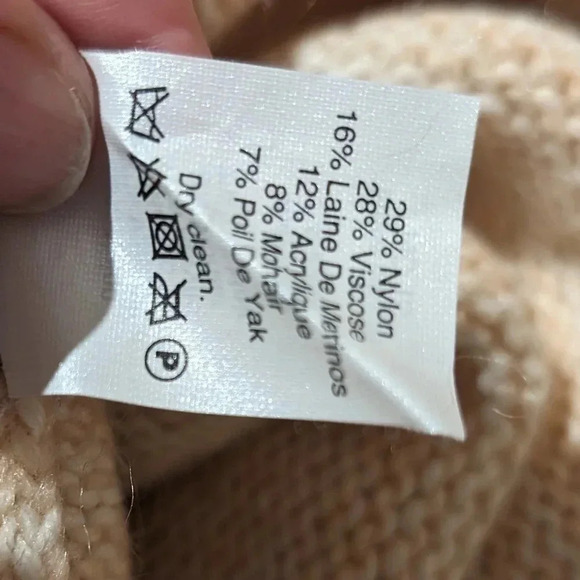 29% Nylon
28% Viscose
16% Laine De Merinos
12% Acrylique
8% Mohair
7% Poil De Yak
Dry clean.
P